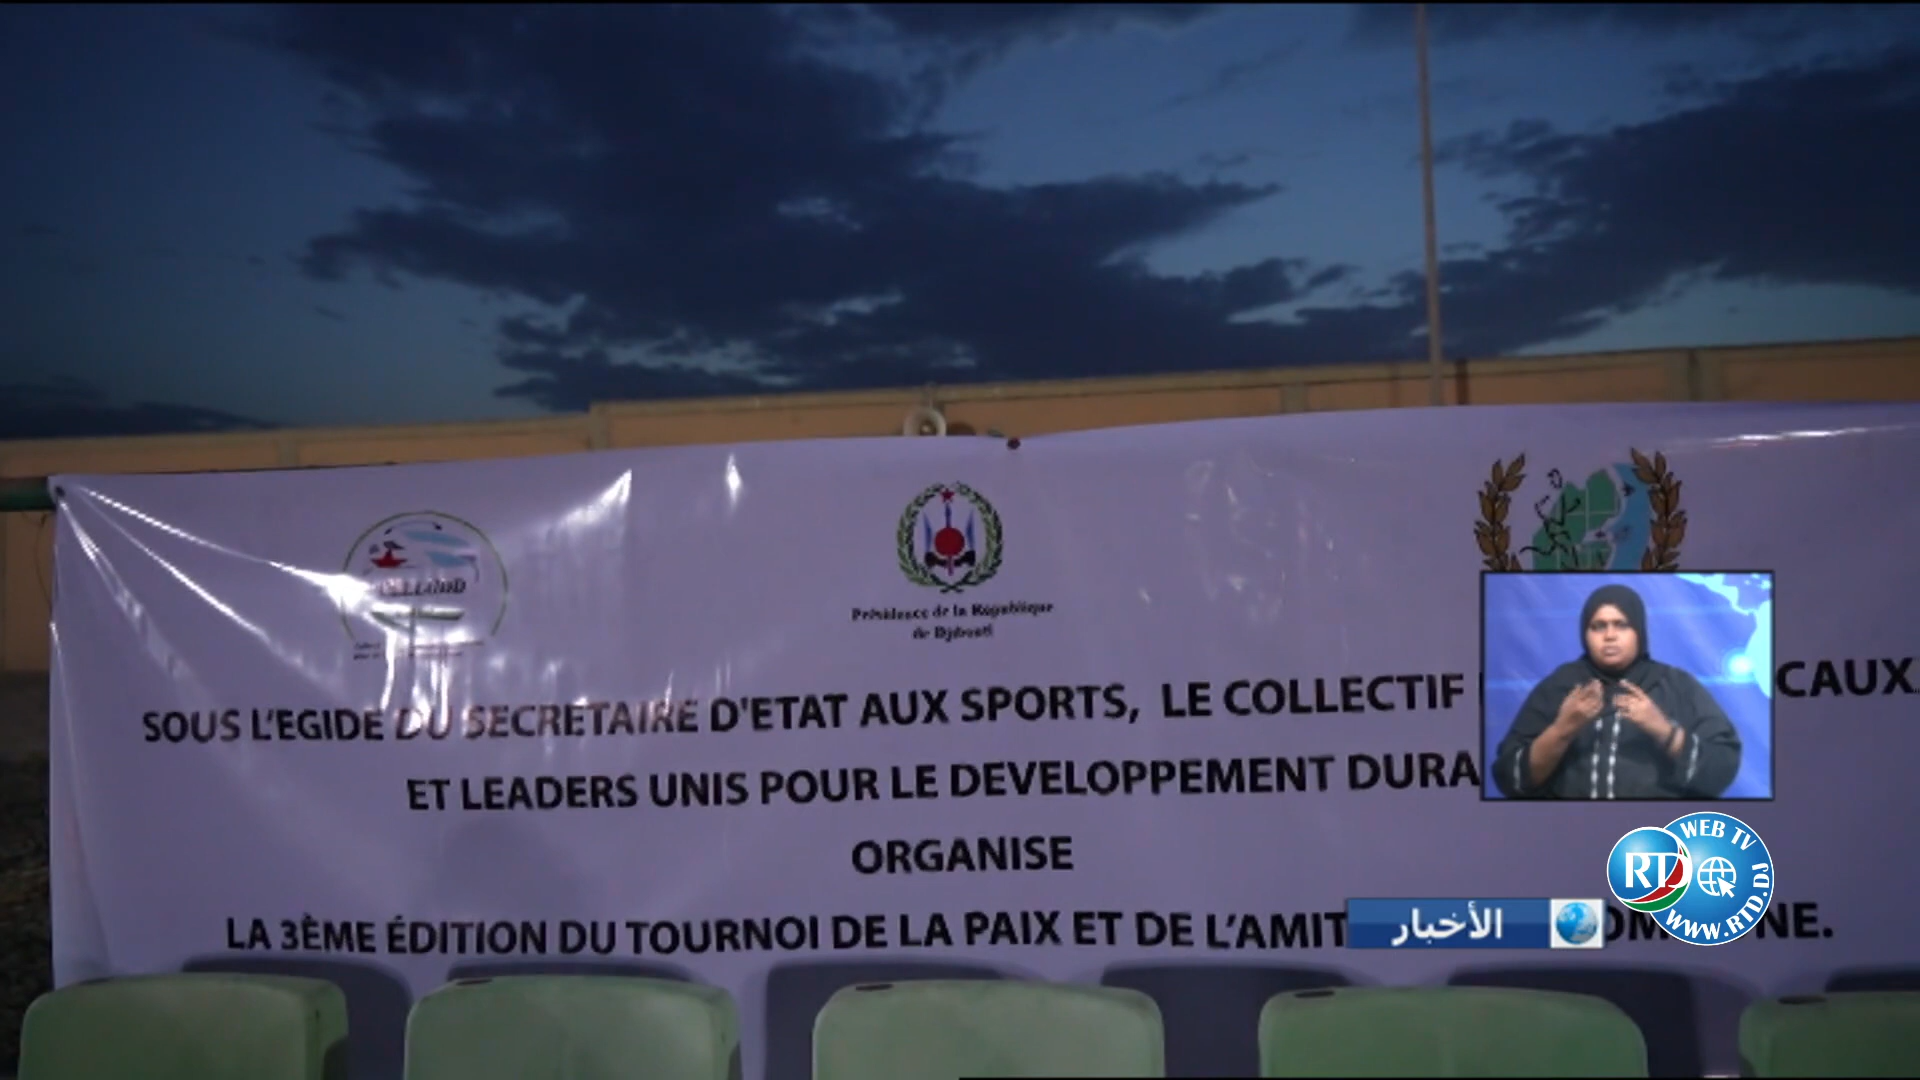 Présidence de la République
de Djibouti
SOUS L'EGIDE DU SECRETAIRE D'ETAT AUX SPORTS, LE COLLECTIF CAUX
ET LEADERS UNIS POUR LE DEVELOPPEMENT DURA
ORGANISE
LA 3ÈME ÉDITION DU TOURNOI DE LA PAIX ET DE L'AMIT NE.
WEB TV
RTD
WWW.RTD.DJ
الأخبار